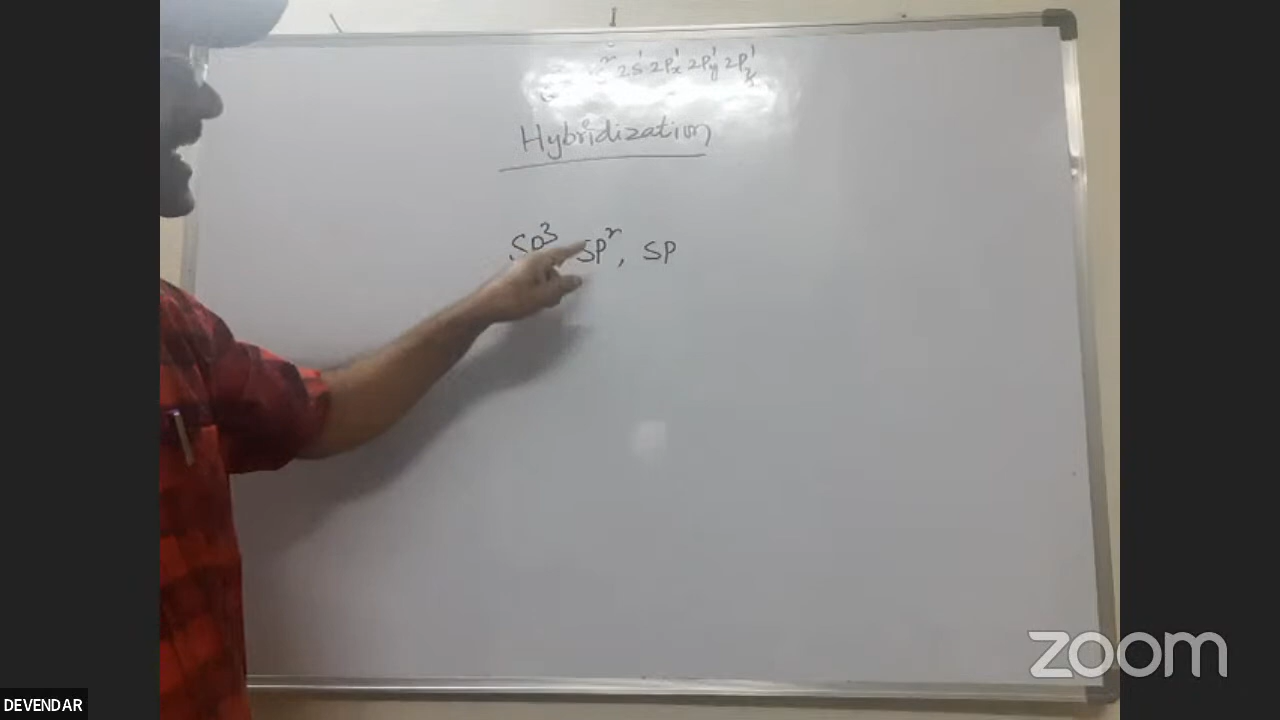 2S¹ 2Px¹ 2Py¹ 2Pz¹
Hybridization
SP³, SP², SP
zoom
DEVENDAR